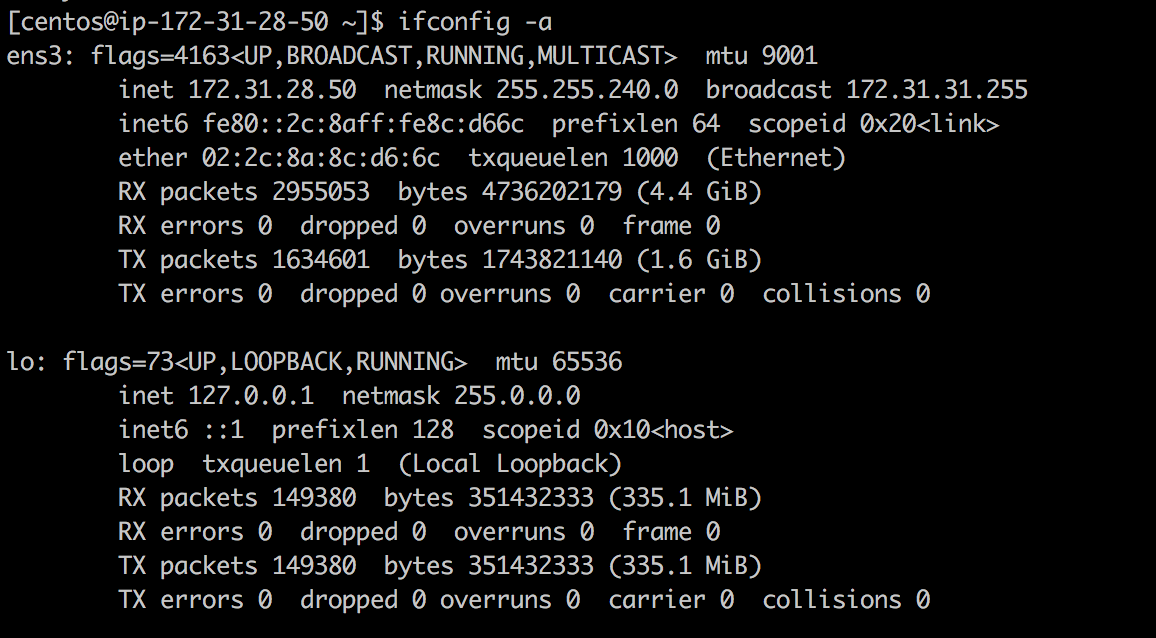 [centos@ip-172-31-28-50 ~]$ ifconfig -a
ens3: flags=4163<UP,BROADCAST,RUNNING,MULTICAST>  mtu 9001
        inet 172.31.28.50  netmask 255.255.240.0  broadcast 172.31.31.255
        inet6 fe80::2c:8aff:fe8c:d66c  prefixlen 64  scopeid 0x20<link>
        ether 02:2c:8a:8c:d6:6c  txqueuelen 1000  (Ethernet)
        RX packets 2955053  bytes 4736202179 (4.4 GiB)
        RX errors 0  dropped 0  overruns 0  frame 0
        TX packets 1634601  bytes 1743821140 (1.6 GiB)
        TX errors 0  dropped 0 overruns 0  carrier 0  collisions 0

lo: flags=73<UP,LOOPBACK,RUNNING>  mtu 65536
        inet 127.0.0.1  netmask 255.0.0.0
        inet6 ::1  prefixlen 128  scopeid 0x10<host>
        loop  txqueuelen 1  (Local Loopback)
        RX packets 149380  bytes 351432333 (335.1 MiB)
        RX errors 0  dropped 0  overruns 0  frame 0
        TX packets 149380  bytes 351432333 (335.1 MiB)
        TX errors 0  dropped 0 overruns 0  carrier 0  collisions 0